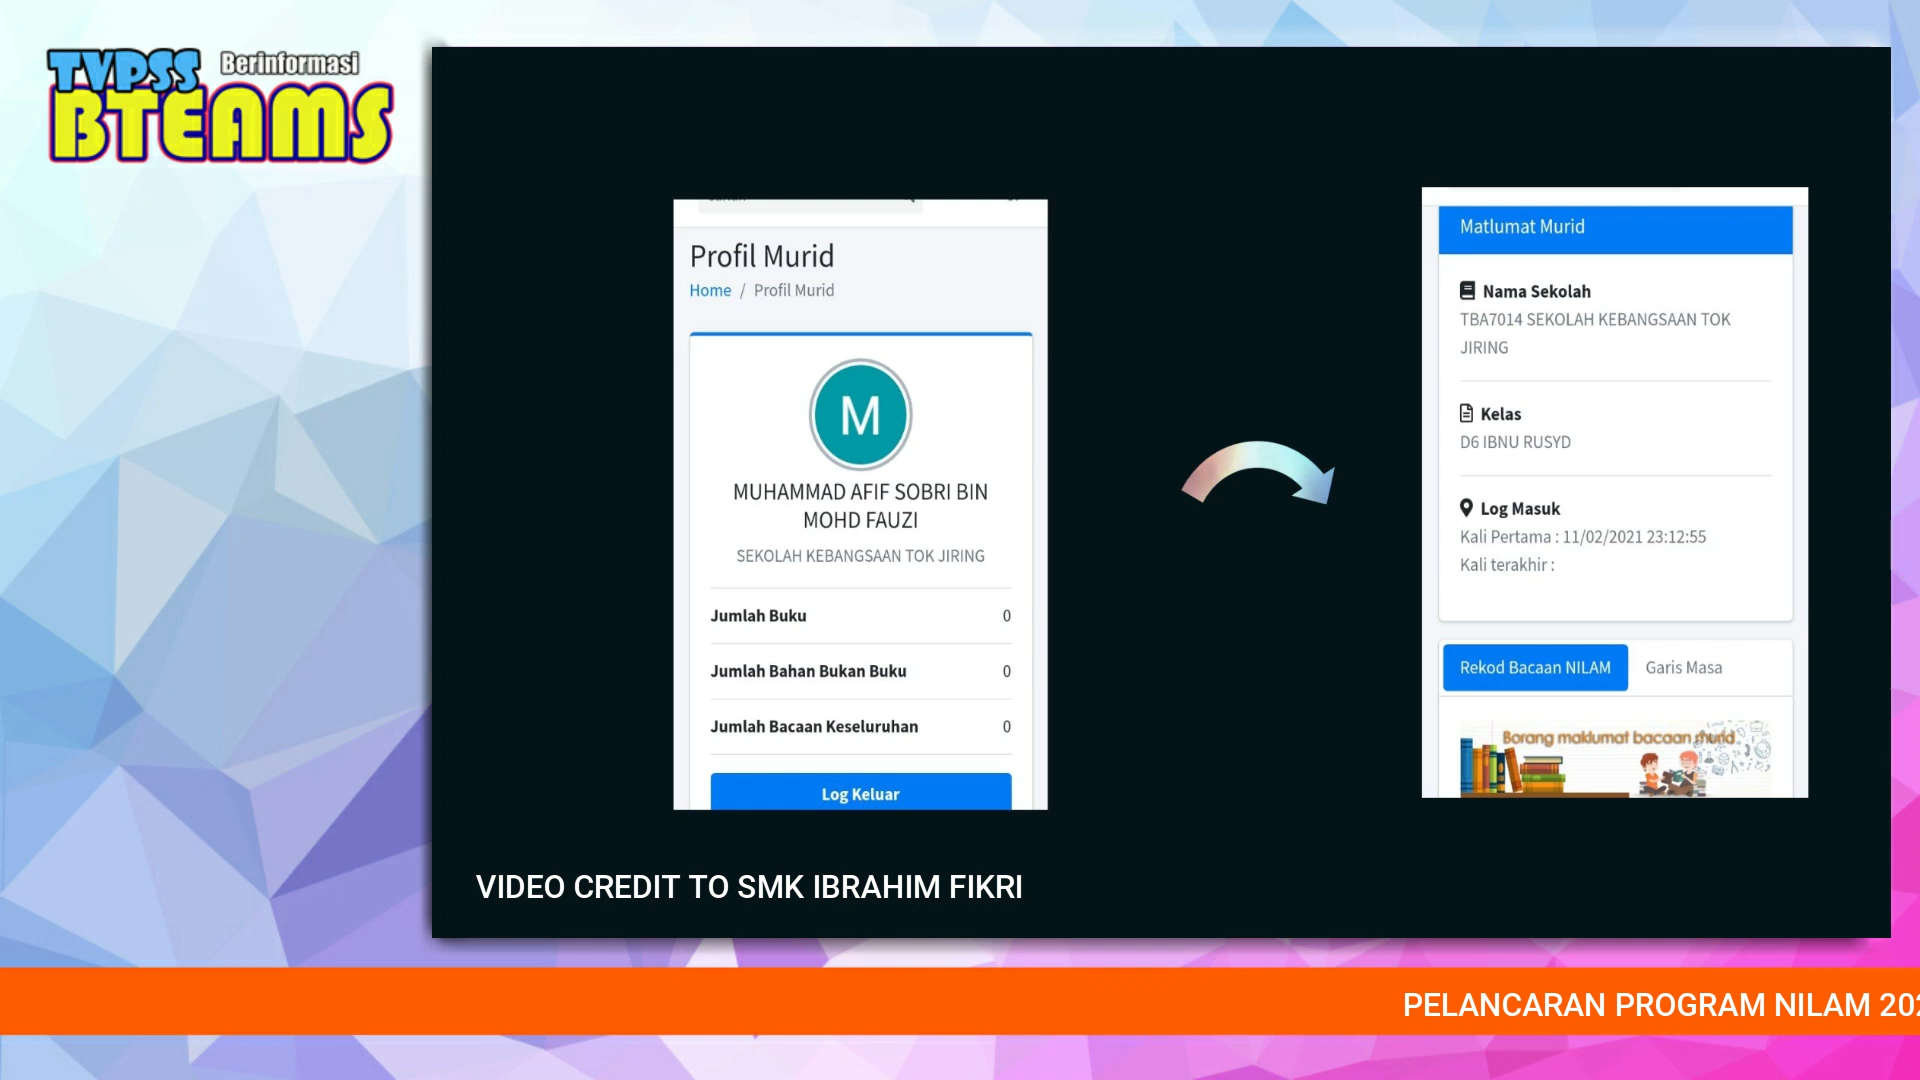 TVPSS Berinformasi
BTEAMS
Profil Murid
Home / Profil Murid
M
MUHAMMAD AFIF SOBRI BIN
MOHD FAUZI
SEKOLAH KEBANGSAAN TOK JIRING
Jumlah Buku 0
Jumlah Bahan Bukan Buku 0
Jumlah Bacaan Keseluruhan 0
Log Keluar
Matlumat Murid
Nama Sekolah
TBA7014 SEKOLAH KEBANGSAAN TOK
JIRING
Kelas
D6 IBNU RUSYD
Log Masuk
Kali Pertama : 11/02/2021 23:12:55
Kali terakhir :
Rekod Bacaan NILAM Garis Masa
Borang maklumat bacaan murid
VIDEO CREDIT TO SMK IBRAHIM FIKRI
PELANCARAN PROGRAM NILAM